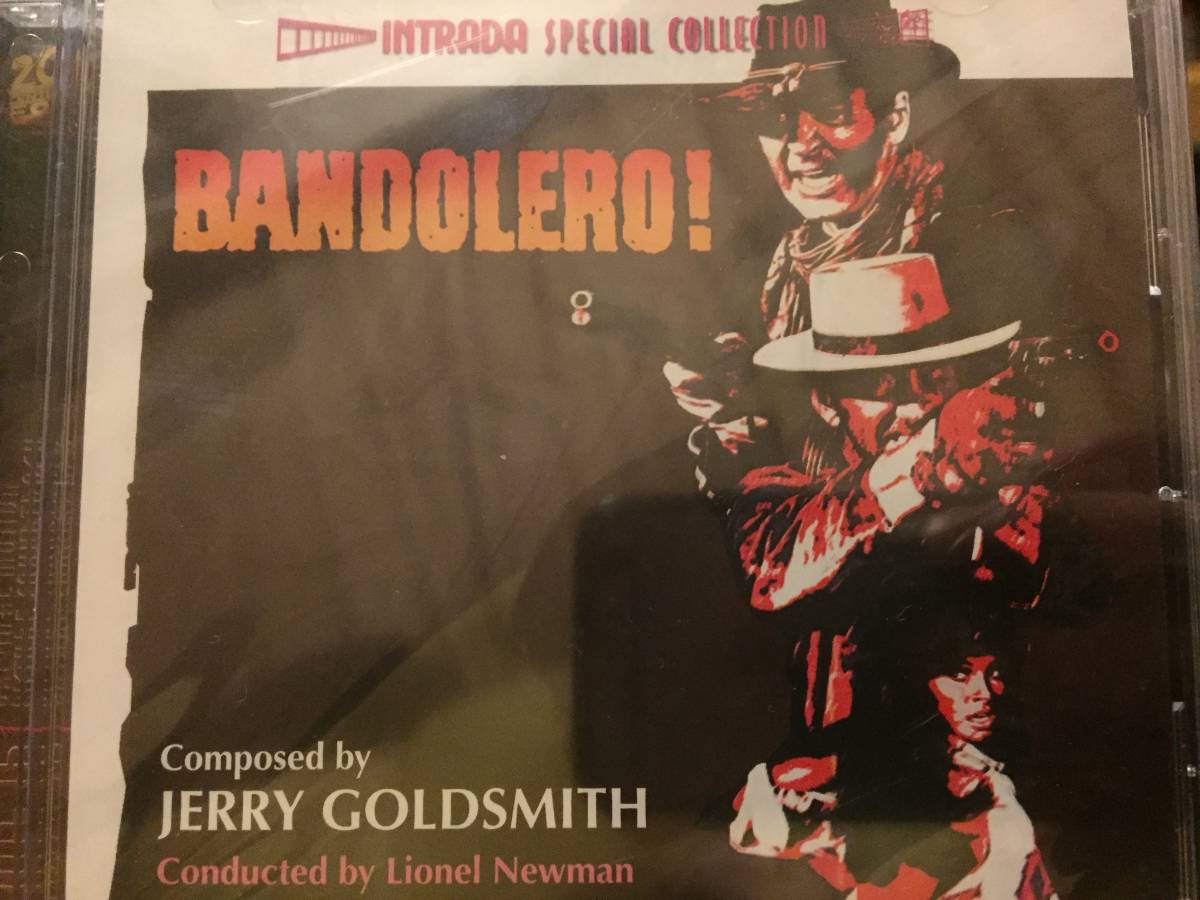 INTRADA SPECIAL COLLECTION
BANDOLERO!
Composed by
JERRY GOLDSMITH
Conducted by Lionel Newman